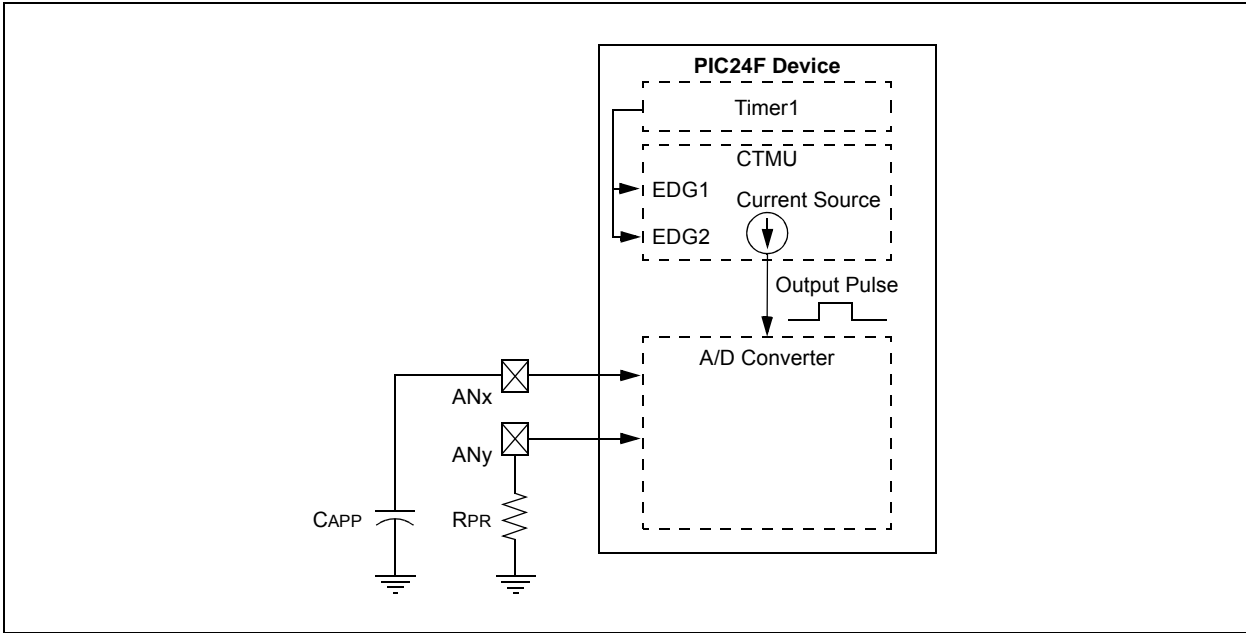 PIC24F Device
Timer1
CTMU
EDG1
Current Source
EDG2
Output Pulse
A/D Converter
ANx
ANy
CAPP
RPR